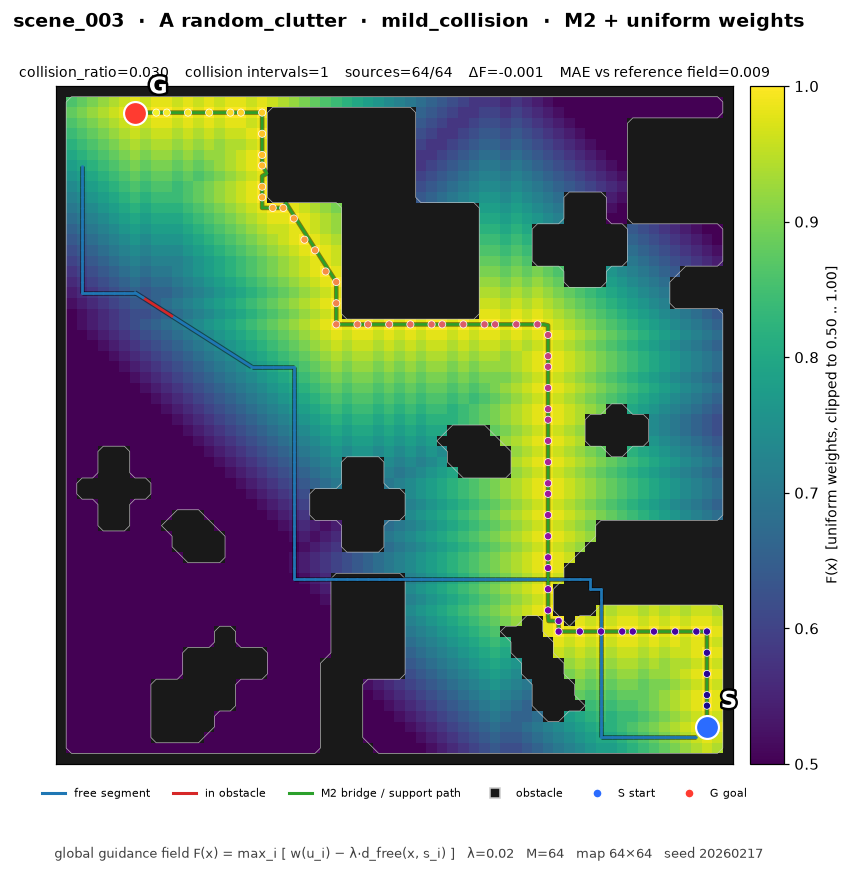 scene_003 · A random_clutter · mild_collision · M2 + uniform weights
collision_ratio=0.030 collision intervals=1 sources=64/64 ΔF=-0.001 MAE vs reference field=0.009
G
S
1.0
0.9
0.8
0.7
0.6
0.5
F(x) [uniform weights, clipped to 0.50 .. 1.00]
free segment
in obstacle
M2 bridge / support path
obstacle
S start
G goal
global guidance field F(x) = max_i [ w(u_i) − λ·d_free(x, s_i) ] λ=0.02 M=64 map 64×64 seed 20260217